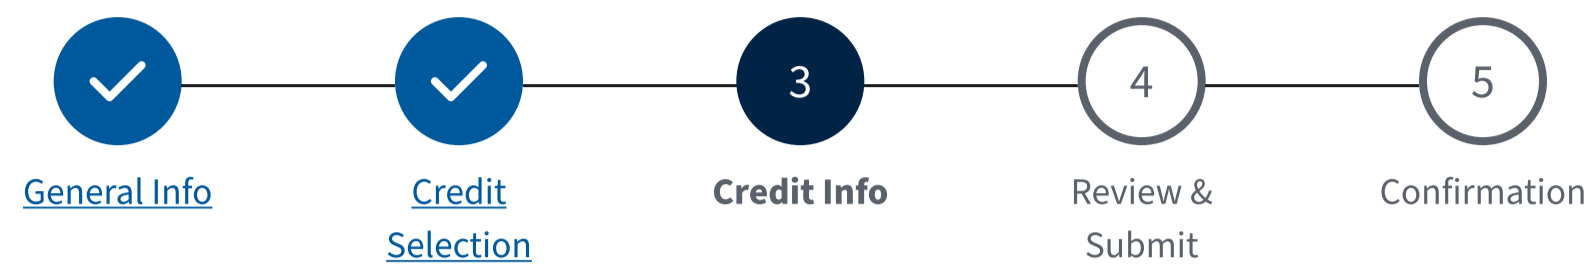 3
4
5
General Info
Credit
Selection
Credit Info
Review &
Submit
Confirmation